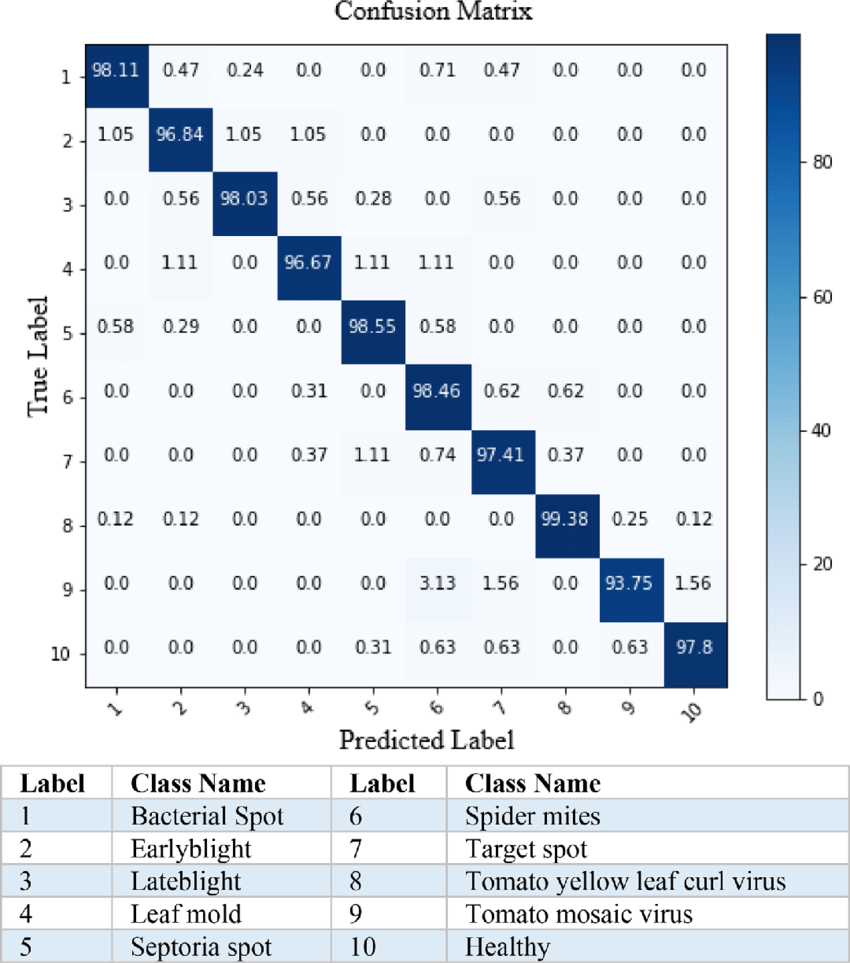 Confusion Matrix
True Label
1 98.11 0.47 0.24 0.0 0.0 0.71 0.47 0.0 0.0 0.0
2 1.05 96.84 1.05 1.05 0.0 0.0 0.0 0.0 0.0 0.0
3 0.0 0.56 98.03 0.56 0.28 0.0 0.56 0.0 0.0 0.0
4 0.0 1.11 0.0 96.67 1.11 1.11 0.0 0.0 0.0 0.0
5 0.58 0.29 0.0 0.0 98.55 0.58 0.0 0.0 0.0 0.0
6 0.0 0.0 0.0 0.31 0.0 98.46 0.62 0.62 0.0 0.0
7 0.0 0.0 0.0 0.37 1.11 0.74 97.41 0.37 0.0 0.0
8 0.12 0.12 0.0 0.0 0.0 0.0 0.0 99.38 0.25 0.12
9 0.0 0.0 0.0 0.0 0.0 3.13 1.56 0.0 93.75 1.56
10 0.0 0.0 0.0 0.0 0.31 0.63 0.63 0.0 0.63 97.8
1 2 3 4 5 6 7 8 9 10
Predicted Label
80
60
40
20
0
Label Class Name Label Class Name
1 Bacterial Spot 6 Spider mites
2 Earlyblight 7 Target spot
3 Lateblight 8 Tomato yellow leaf curl virus
4 Leaf mold 9 Tomato mosaic virus
5 Septoria spot 10 Healthy